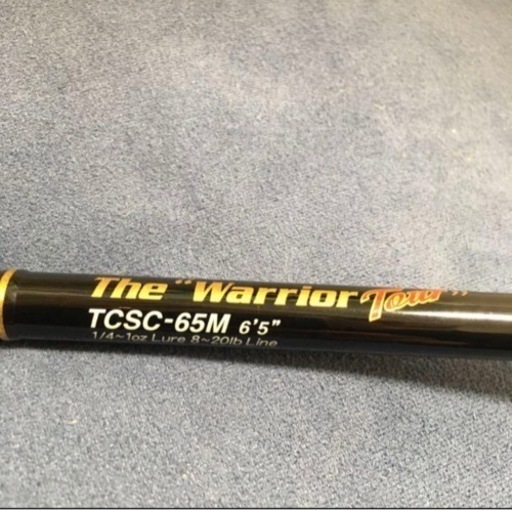 The "Warrior Tour"
TCSC-65M 6'5"
1/4~1oz Lure 8~20lb Line